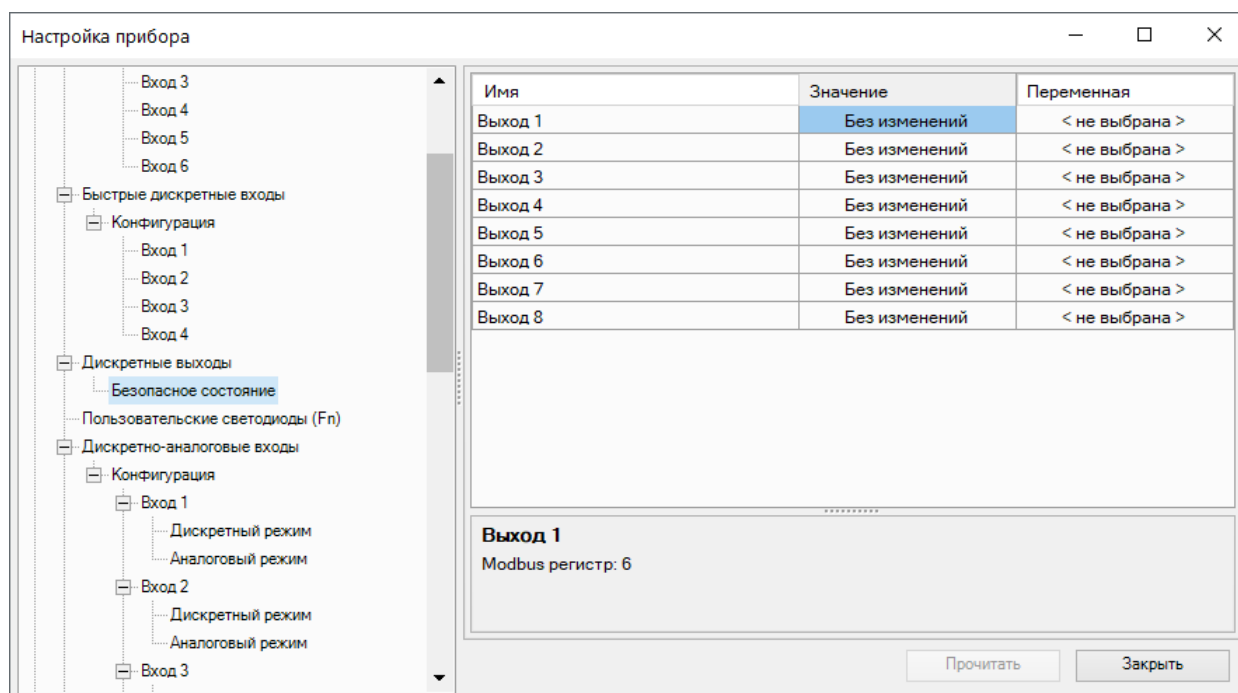 Настройка прибора
Вход 3
Вход 4
Вход 5
Вход 6
Быстрые дискретные входы
Конфигурация
Вход 1
Вход 2
Вход 3
Вход 4
Дискретные выходы
Безопасное состояние
Пользовательские светодиоды (Fn)
Дискретно-аналоговые входы
Конфигурация
Вход 1
Дискретный режим
Аналоговый режим
Вход 2
Дискретный режим
Аналоговый режим
Вход 3
Имя Значение Переменная
Выход 1 Без изменений < не выбрана >
Выход 2 Без изменений < не выбрана >
Выход 3 Без изменений < не выбрана >
Выход 4 Без изменений < не выбрана >
Выход 5 Без изменений < не выбрана >
Выход 6 Без изменений < не выбрана >
Выход 7 Без изменений < не выбрана >
Выход 8 Без изменений < не выбрана >
Выход 1
Modbus регистр: 6
Прочитать Закрыть